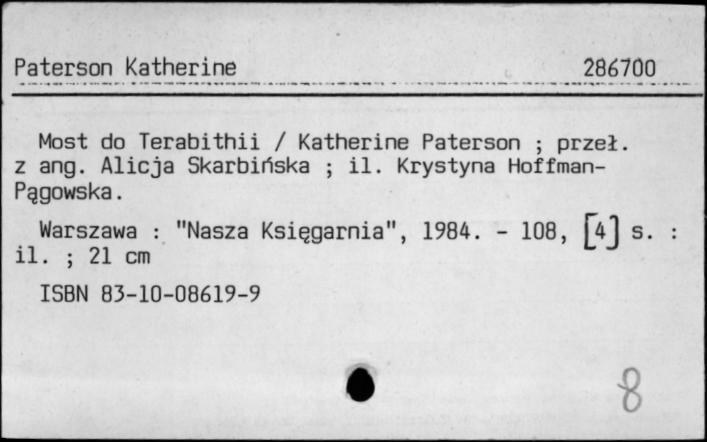 Paterson Katherine 286700
Most do Terabithii / Katherine Paterson ; przeł.
z ang. Alicja Skarbińska ; il. Krystyna Hoffman-
Pągowska.
Warszawa : "Nasza Księgarnia", 1984. - 108, [4] s. :
il. ; 21 cm
ISBN 83-10-08619-9
8